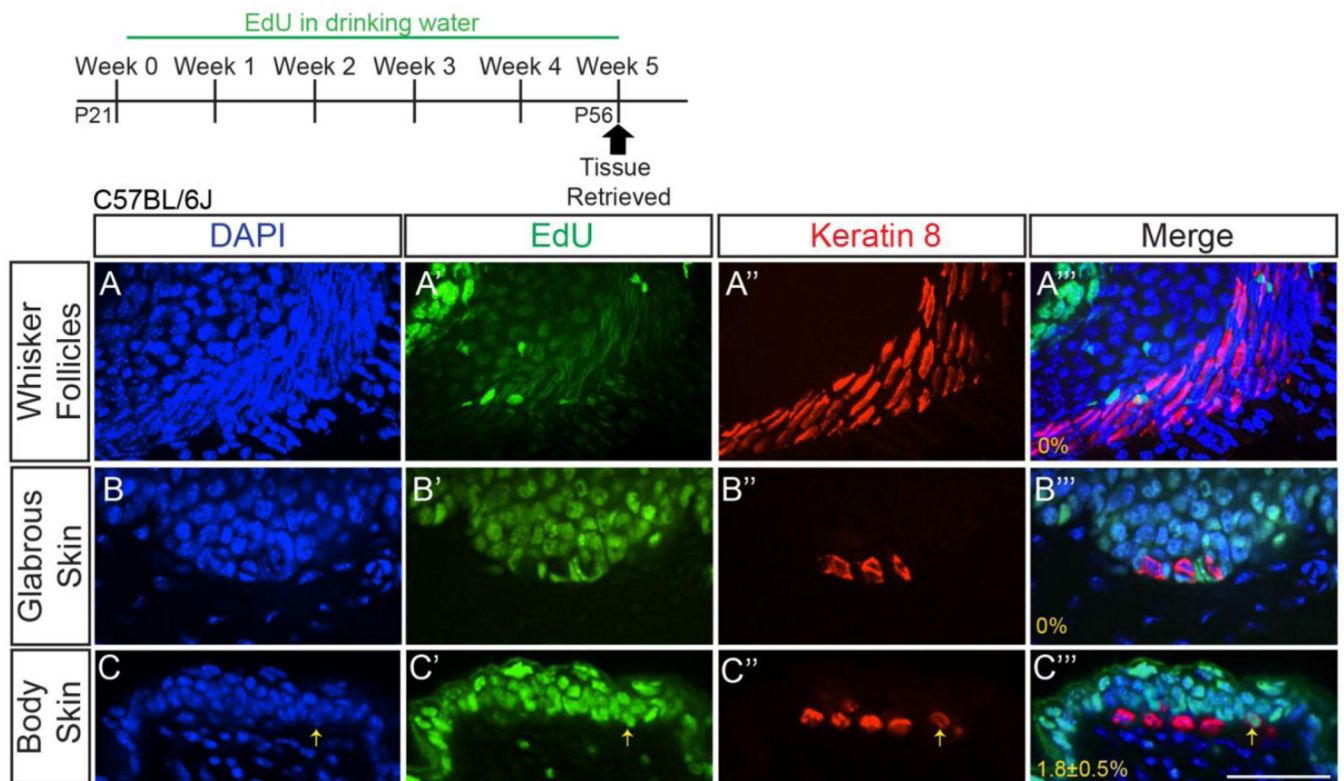 EdU in drinking water
Week 0 Week 1 Week 2 Week 3 Week 4 Week 5
P21 P56
Tissue
Retrieved
C57BL/6J
DAPI EdU Keratin 8 Merge
Whisker
Follicles
A A' A'' A'''
0%
Glabrous
Skin
B B' B'' B'''
0%
Body
Skin
C C' C'' C'''
1.8±0.5%